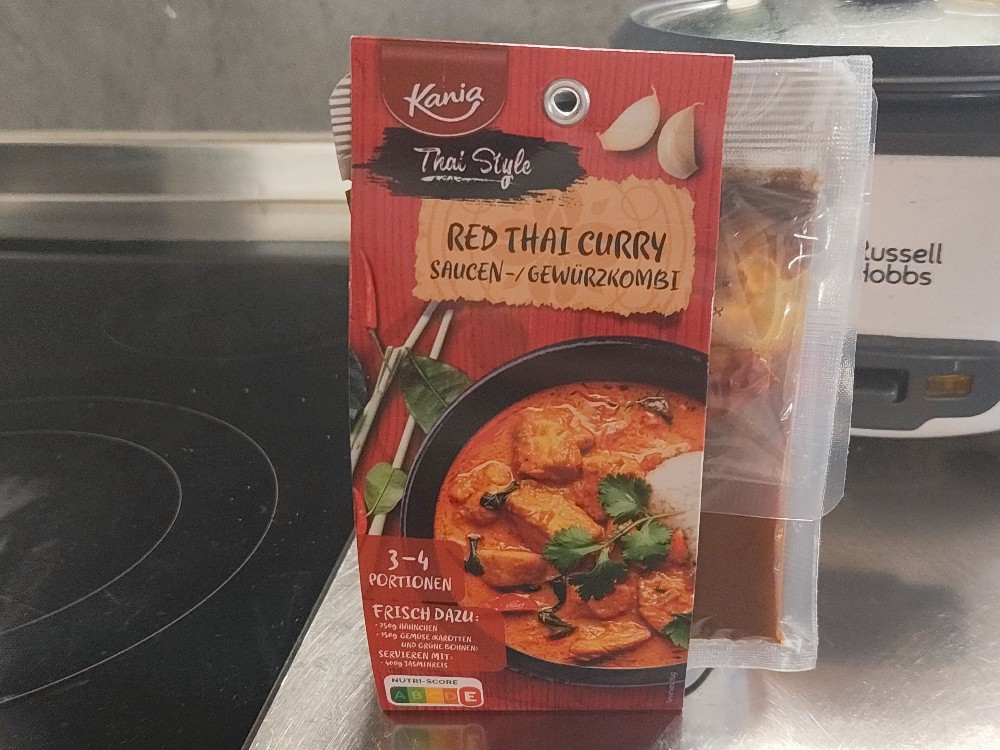 Kania
Thai Style
RED THAI CURRY
SAUCEN-/GEWÜRZKOMBI
Russell
Hobbs
3-4
PORTIONEN
FRISCH DAZU:
- 250g HÄHNCHEN
- 150g GEMÜSE (KAROTTEN
UND GRÜNE BOHNEN)
SERVIEREN MIT:
- 400g JASMINREIS
NUTRI-SCORE
A B C D E